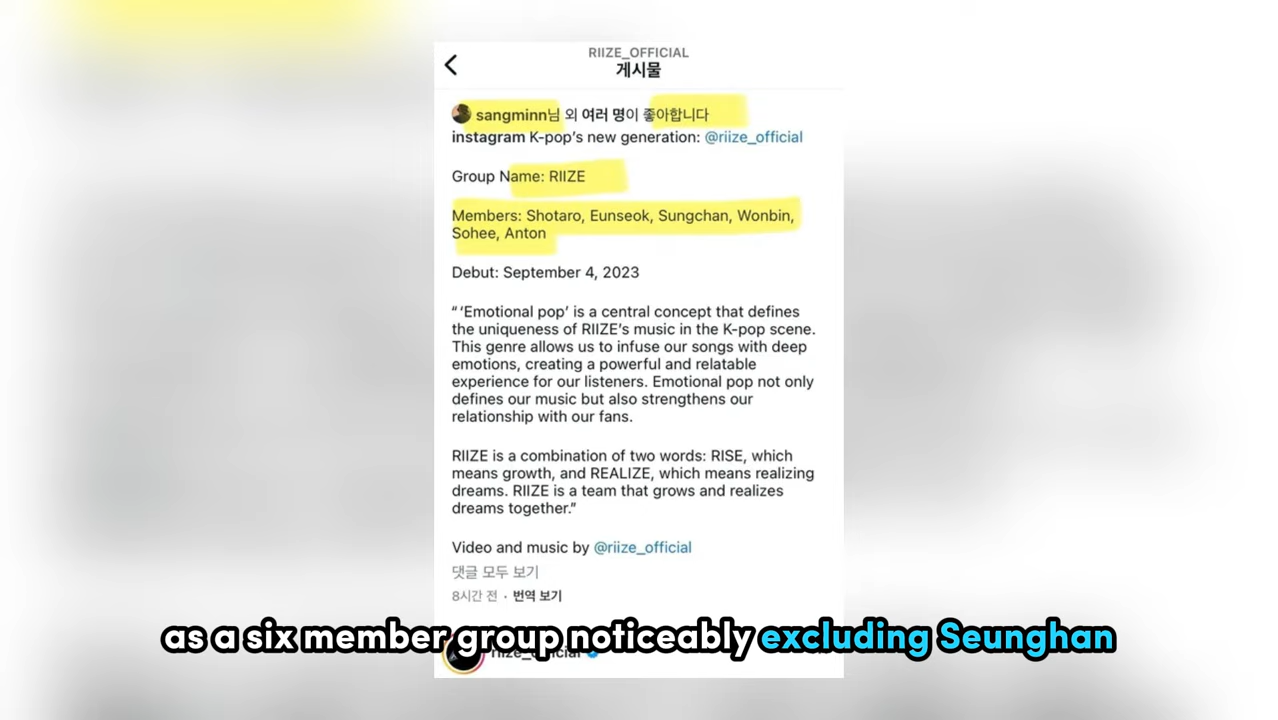 RIIZE_OFFICIAL
게시물
sangminn님 외 여러 명이 좋아합니다
instagram K-pop’s new generation: @riize_official
Group Name: RIIZE
Members: Shotaro, Eunseok, Sungchan, Wonbin,
Sohee, Anton
Debut: September 4, 2023
“ ‘Emotional pop’ is a central concept that defines
the uniqueness of RIIZE’s music in the K-pop scene.
This genre allows us to infuse our songs with deep
emotions, creating a powerful and relatable
experience for our listeners. Emotional pop not only
defines our music but also strengthens our
relationship with our fans.
RIIZE is a combination of two words: RISE, which
means growth, and REALIZE, which means realizing
dreams. RIIZE is a team that grows and realizes
dreams together.”
Video and music by @riize_official
댓글 모두 보기
8시간 전 · 번역 보기
as a six member group noticeably excluding Seunghan
riize_official